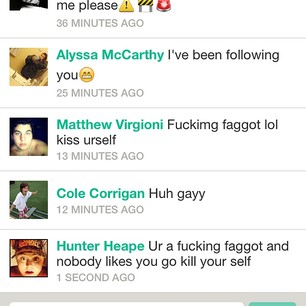 me please⚠️🚧🚨
36 MINUTES AGO
Alyssa McCarthy I've been following
you😁
25 MINUTES AGO
Matthew Virgioni Fuckimg faggot lol
kiss urself
13 MINUTES AGO
Cole Corrigan Huh gayy
12 MINUTES AGO
Hunter Heape Ur a fucking faggot and
nobody likes you go kill your self
1 SECOND AGO